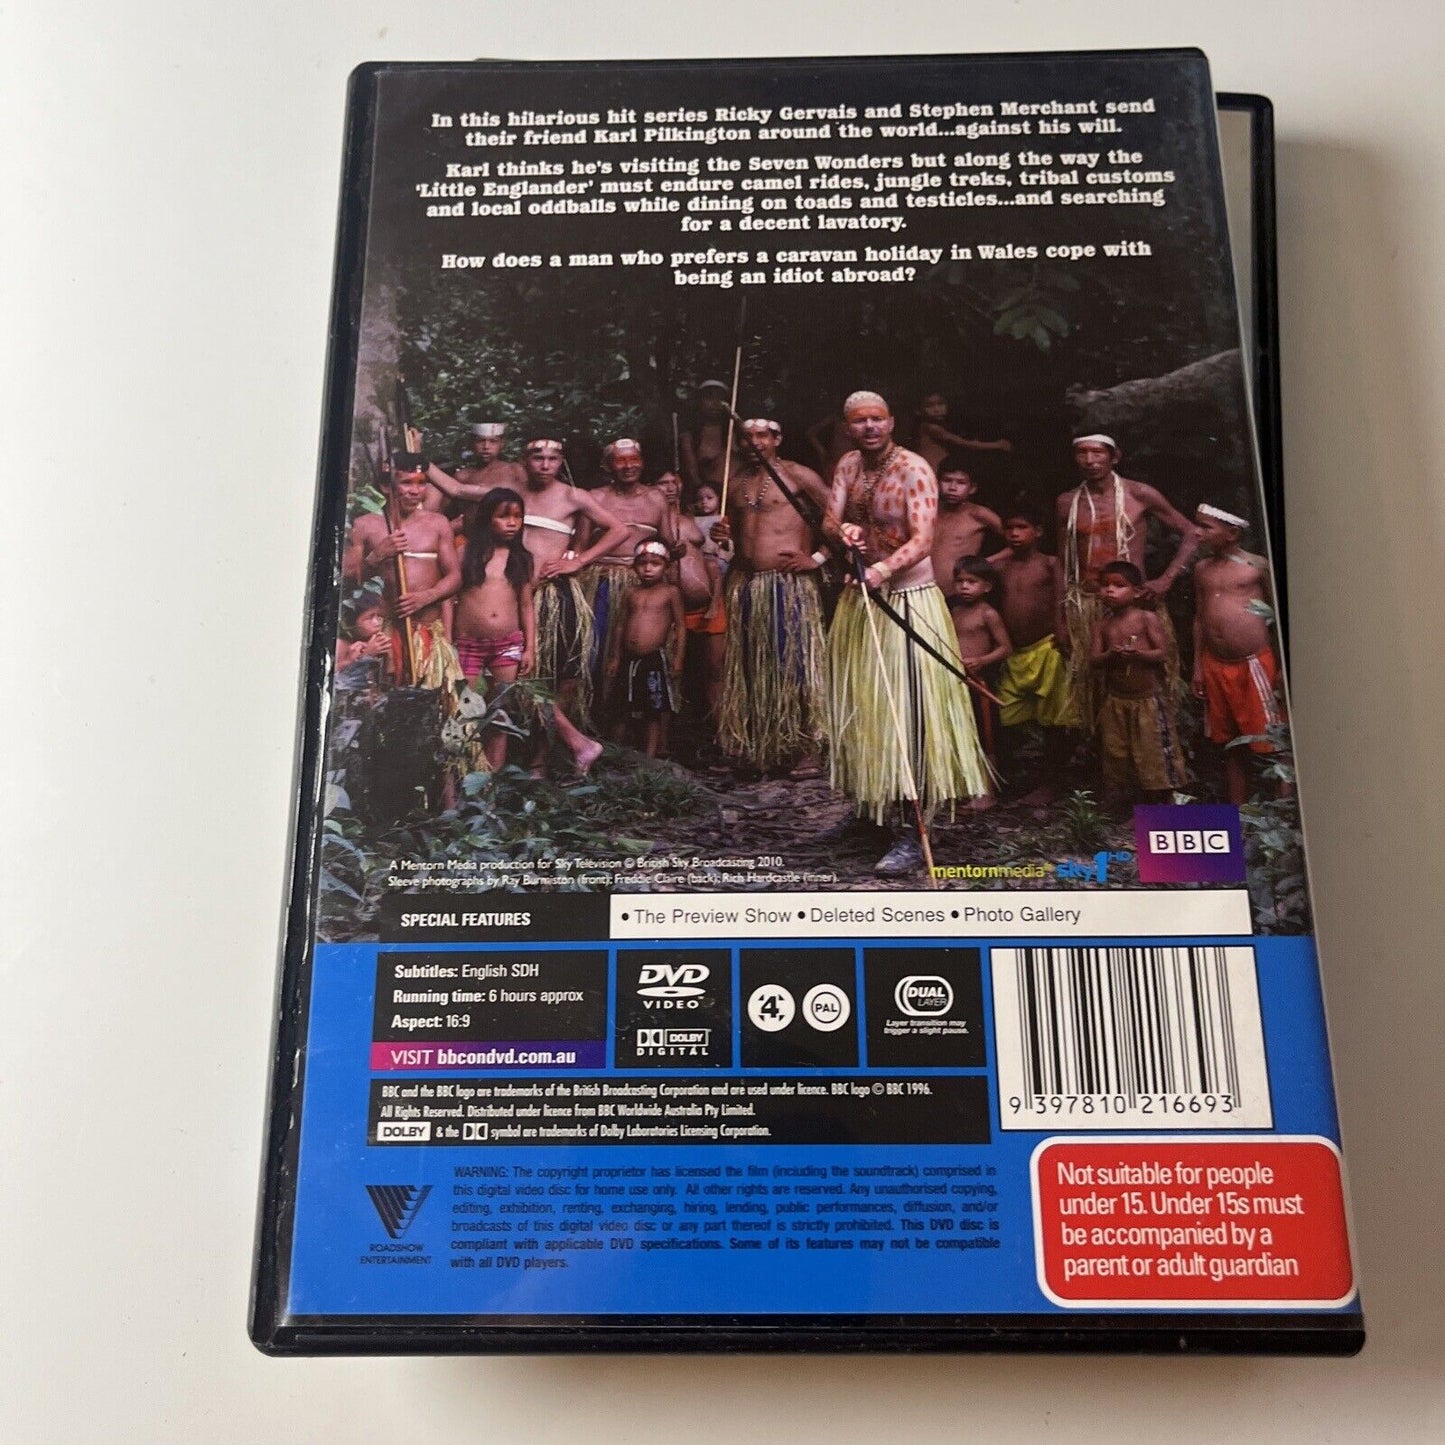 In this hilarious hit series Ricky Gervais and Stephen Merchant send
their friend Karl Pilkington around the world...against his will.
Karl thinks he's visiting the Seven Wonders but along the way the
'Little Englander' must endure camel rides, jungle treks, tribal customs
and local oddballs while dining on toads and testicles...and searching
for a decent lavatory.
How does a man who prefers a caravan holiday in Wales cope with
being an idiot abroad?
A Mentorn Media production for Sky Television © British Sky Broadcasting 2010.
Sleeve photographs by Ray Burmiston (front); Freddie Claire (back); Rich Hardcastle (inner).
mentornmedia
sky1HD
BBC
SPECIAL FEATURES
• The Preview Show • Deleted Scenes • Photo Gallery
Subtitles: English SDH
Running time: 6 hours approx
Aspect: 16:9
VISIT bbcondvd.com.au
DVD
VIDEO™
DOLBY
DIGITAL
4
PAL
DUAL
LAYER
Layer transition may
trigger a slight pause.
9 397810 216693
BBC and the BBC logo are trademarks of the British Broadcasting Corporation and are used under licence. BBC logo © BBC 1996.
All Rights Reserved. Distributed under licence from BBC Worldwide Australia Pty Limited.
DOLBY & the DD symbol are trademarks of Dolby Laboratories Licensing Corporation.
ROADSHOW
ENTERTAINMENT
WARNING: The copyright proprietor has licensed the film (including the soundtrack) comprised in
this digital video disc for home use only. All other rights are reserved. Any unauthorised copying,
editing, exhibition, renting, exchanging, hiring, lending, public performances, diffusion, and/or
broadcasts of this digital video disc or any part thereof is strictly prohibited. This DVD disc is
compliant with applicable DVD specifications. Some of its features may not be compatible
with all DVD players.
Not suitable for people
under 15. Under 15s must
be accompanied by a
parent or adult guardian